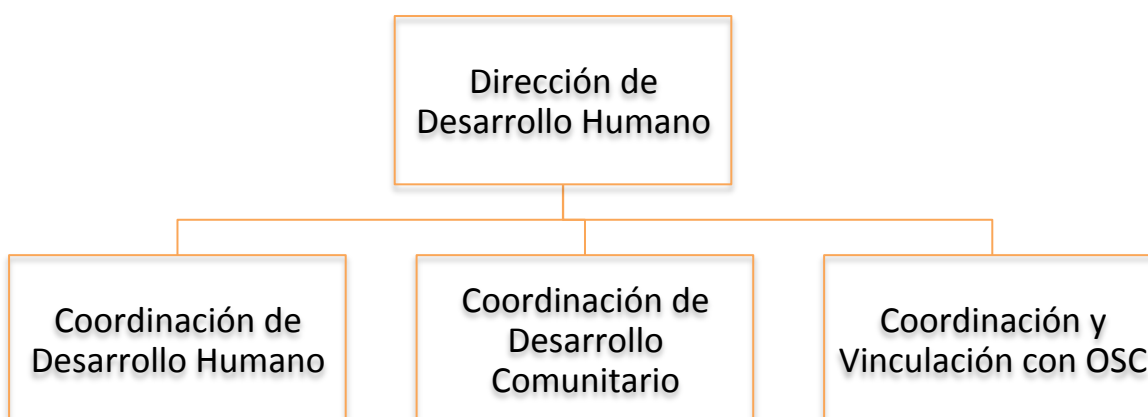 Dirección de
Desarrollo Humano
Coordinación de
Desarrollo Humano
Coordinación de
Desarrollo
Comunitario
Coordinación y
Vinculación con OSC